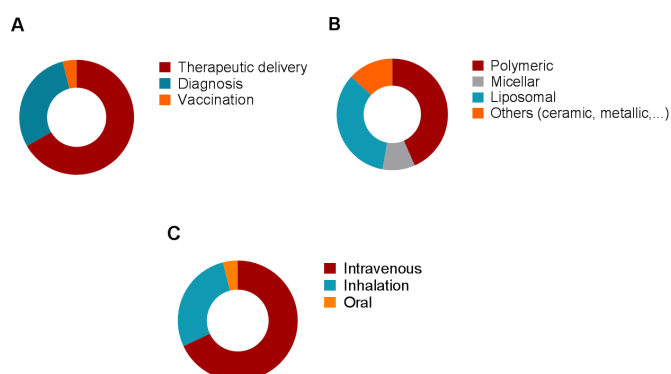 A
Therapeutic delivery
Diagnosis
Vaccination
B
Polymeric
Micellar
Liposomal
Others (ceramic, metallic,...)
C
Intravenous
Inhalation
Oral